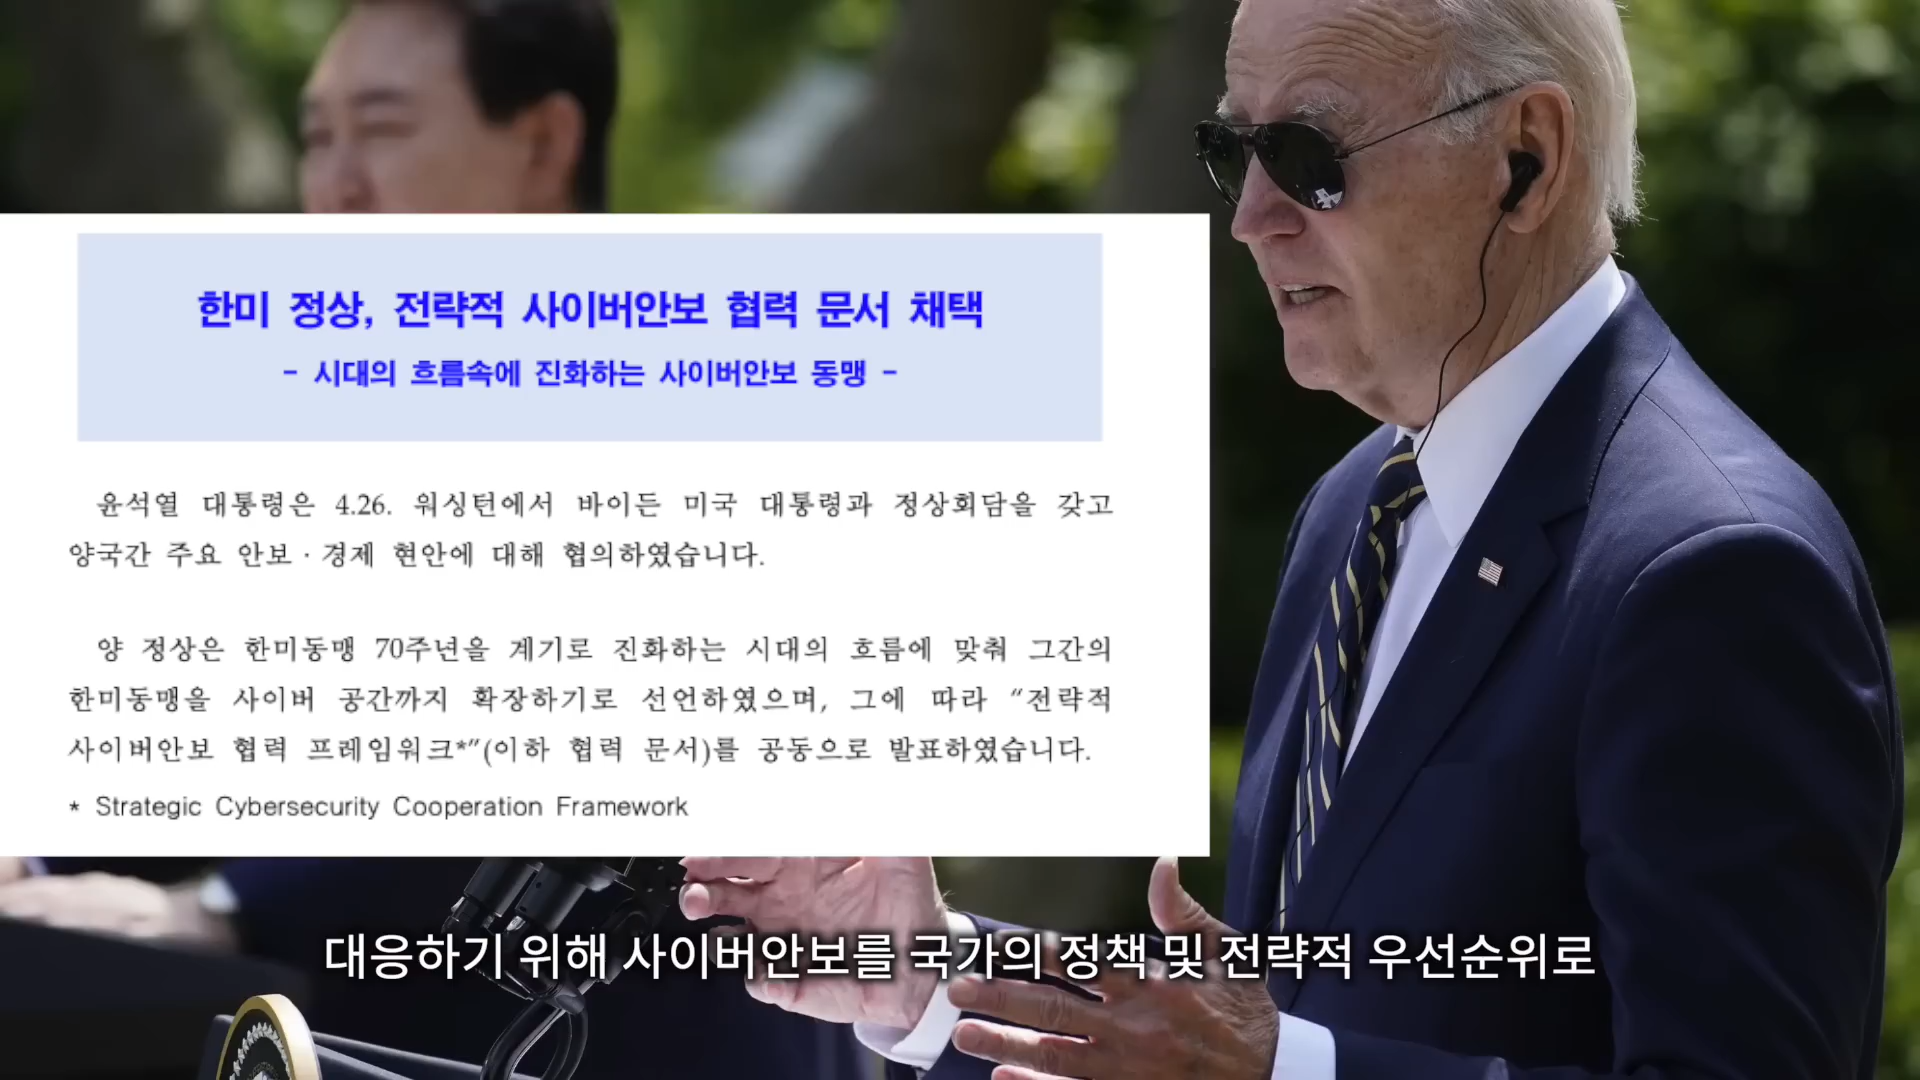 한미 정상, 전략적 사이버안보 협력 문서 채택
- 시대의 흐름속에 진화하는 사이버안보 동맹 -
윤석열 대통령은 4.26. 워싱턴에서 바이든 미국 대통령과 정상회담을 갖고
양국간 주요 안보 · 경제 현안에 대해 협의하였습니다.
양 정상은 한미동맹 70주년을 계기로 진화하는 시대의 흐름에 맞춰 그간의
한미동맹을 사이버 공간까지 확장하기로 선언하였으며, 그에 따라 “전략적
사이버안보 협력 프레임워크*”(이하 협력 문서)를 공동으로 발표하였습니다.
* Strategic Cybersecurity Cooperation Framework
대응하기 위해 사이버안보를 국가의 정책 및 전략적 우선순위로